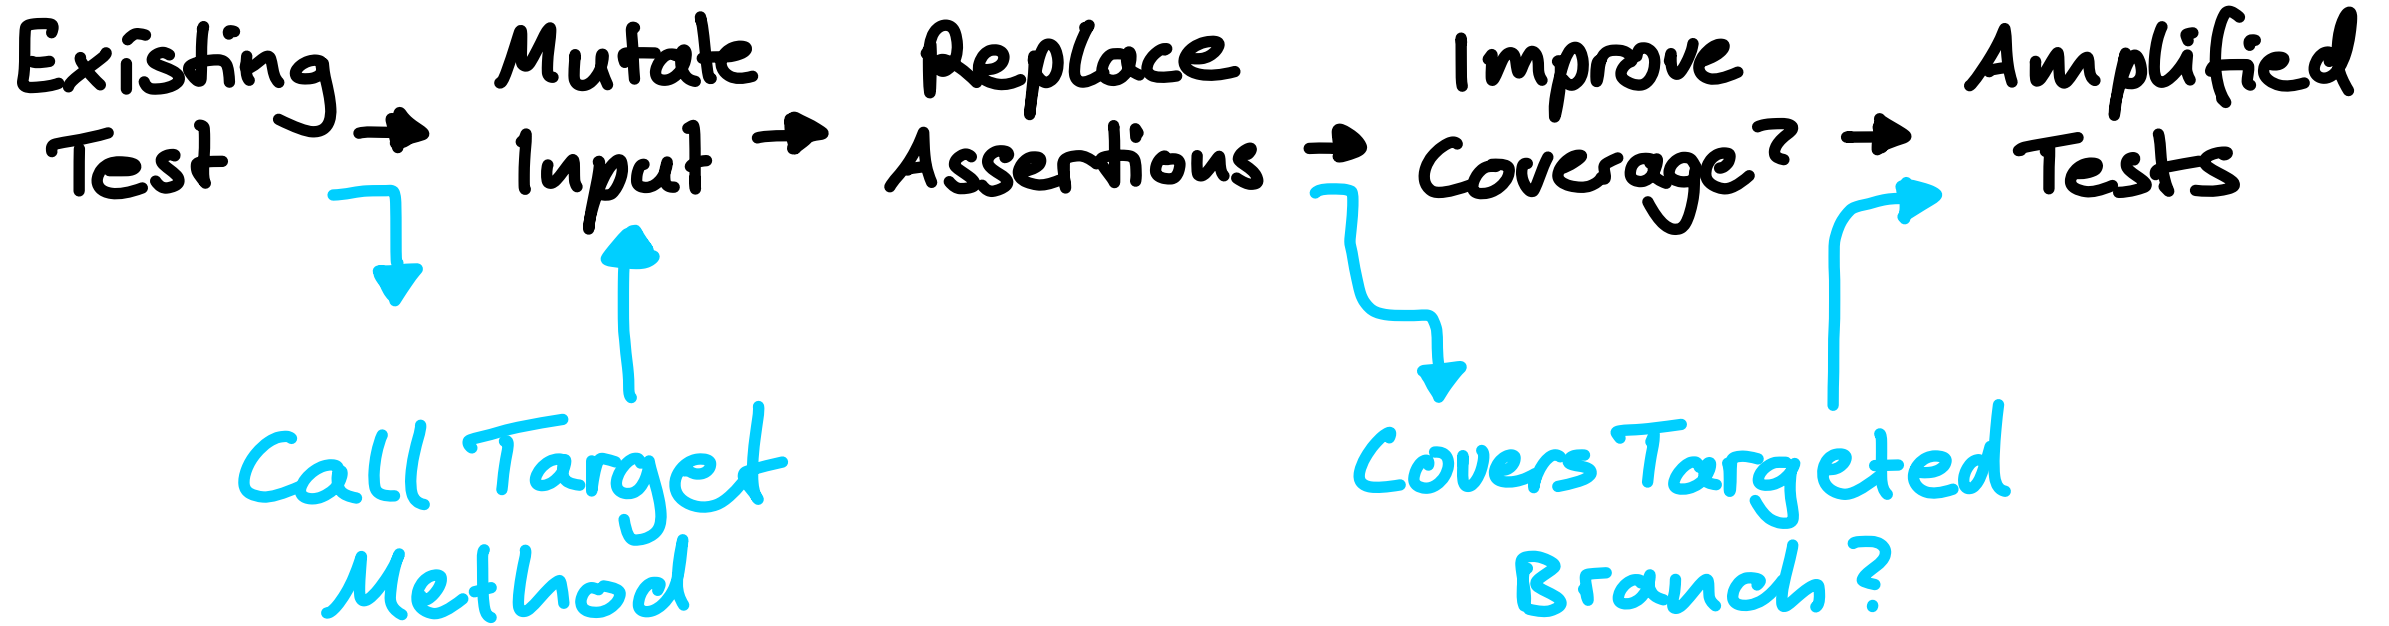 Existing
Test
Mutate
Input
Replace
Assertions
Improve
Coverage?
Amplified
Tests
Call Target
Method
Covers Targeted
Branch?